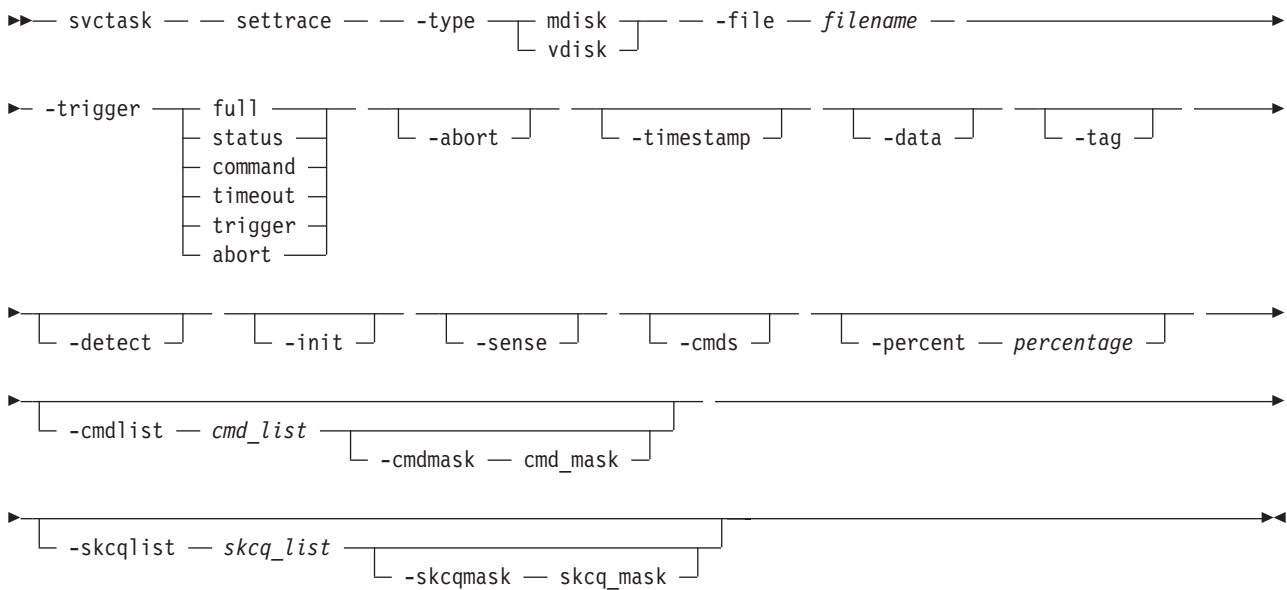 svctask settrace -type mdisk -file filename
vdisk
-trigger full
status -abort -timestamp -data -tag
command
timeout
trigger
abort
-detect -init -sense -cmds -percent percentage
-cmdlist cmd_list
-cmdmask cmd_mask
-skcqlist skcq_list
-skcqmask skcq_mask